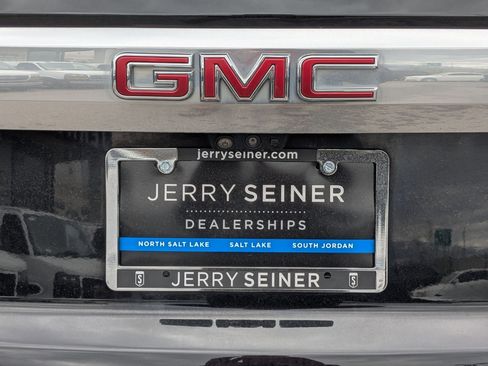 GMC
jerryseiner.com
JERRY SEINER
DEALERSHIPS
NORTH SALT LAKE SALT LAKE SOUTH JORDAN
S JERRY SEINER S